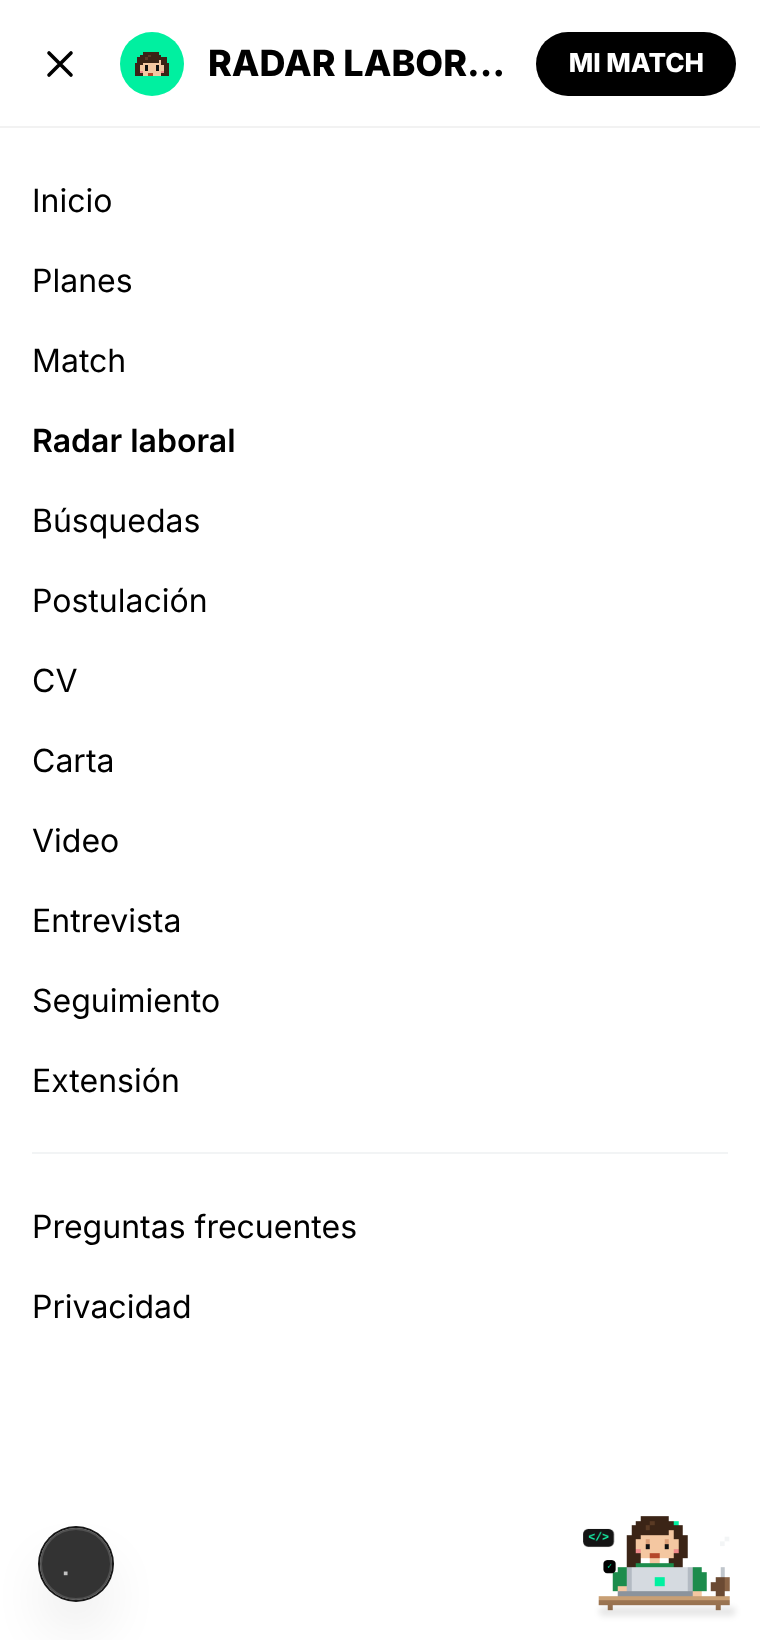 RADAR LABOR...
MI MATCH
Inicio
Planes
Match
Radar laboral
Búsquedas
Postulación
CV
Carta
Video
Entrevista
Seguimiento
Extensión
Preguntas frecuentes
Privacidad
</>